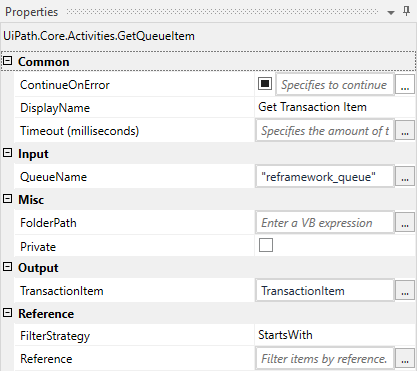 Properties
UiPath.Core.Activities.GetQueueItem
Common
ContinueOnError Specifies to continue ...
DisplayName Get Transaction Item
Timeout (milliseconds) Specifies the amount of t ...
Input
QueueName "reframework_queue" ...
Misc
FolderPath Enter a VB expression ...
Private
Output
TransactionItem TransactionItem ...
Reference
FilterStrategy StartsWith
Reference Filter items by reference. ...